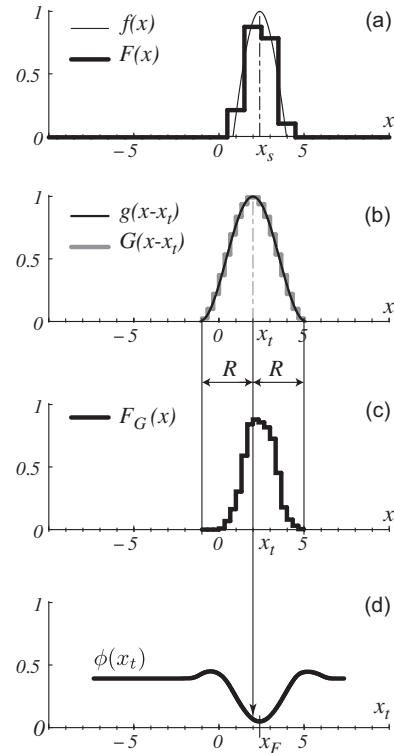 1
f(x)
F(x)
(a)
0.5
0
−5
0
x_s
5
x
1
g(x-x_t)
G(x-x_t)
(b)
0.5
0
−5
0
x_t
5
x
R
R
1
F_G(x)
(c)
0.5
0
−5
0
x_t
5
x
1
(d)
0.5
ϕ(x_t)
0
−5
0
x_F
5
x_t